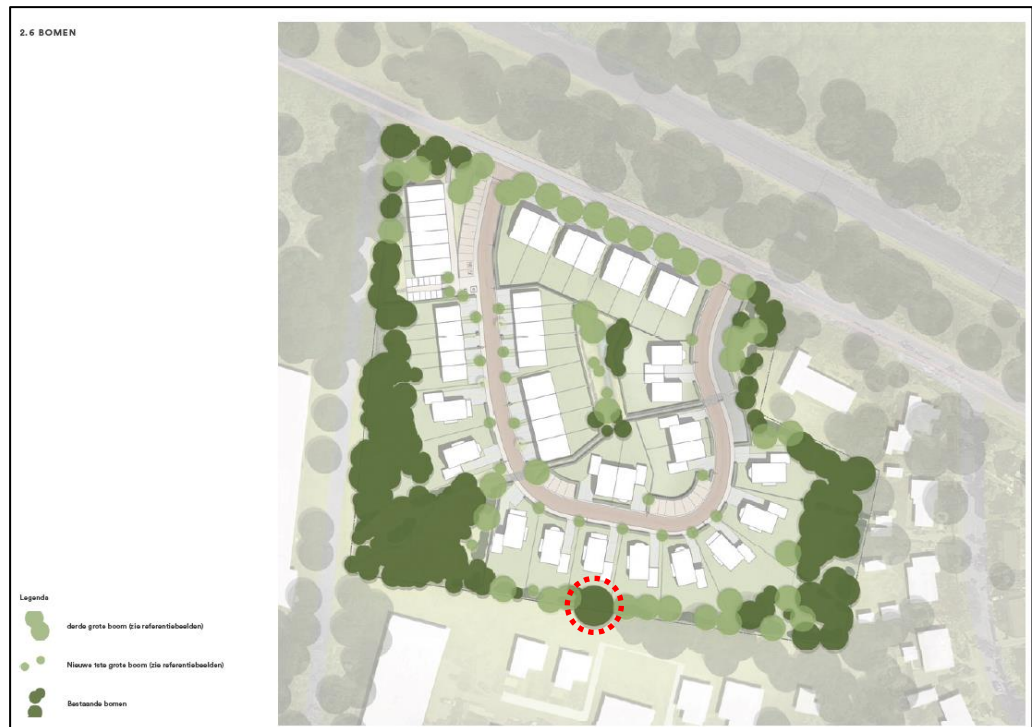 2.6 BOMEN
Legenda
derde grote boom (zie referentiebeelden)
Nieuwe 1ste grote boom (zie referentiebeelden)
Bestaande bomen